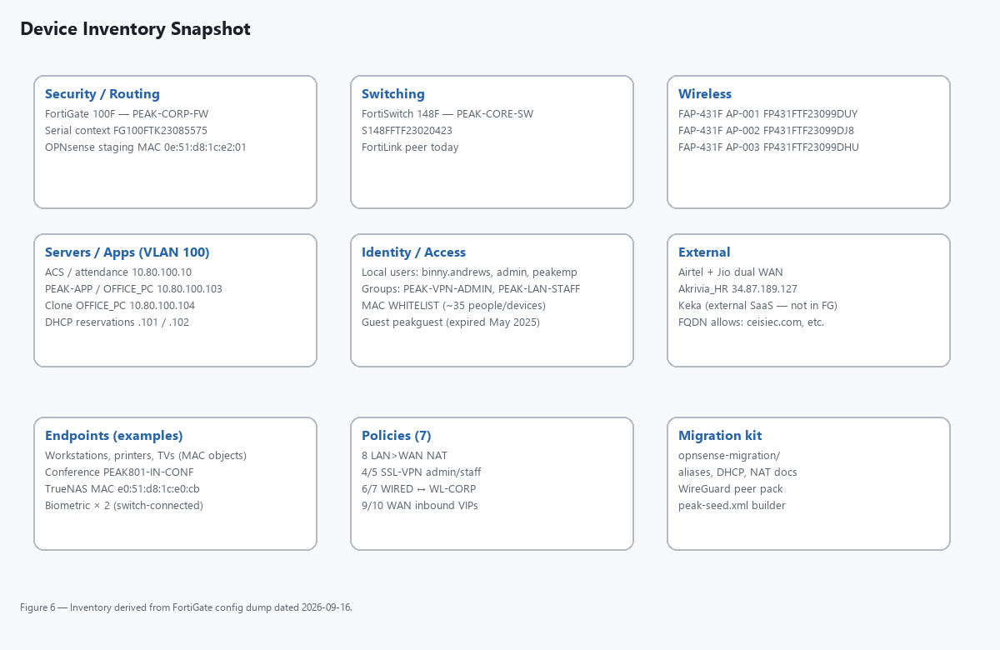 Device Inventory Snapshot
Security / Routing
FortiGate 100F — PEAK-CORP-FW
Serial context FG100FTK23085575
OPNsense staging MAC 0e:51:d8:1c:e2:01
Switching
FortiSwitch 148F — PEAK-CORE-SW
S148FFTF23020423
FortiLink peer today
Wireless
FAP-431F AP-001 FP431FTF23099DUY
FAP-431F AP-002 FP431FTF23099DJ8
FAP-431F AP-003 FP431FTF23099DHU
Servers / Apps (VLAN 100)
ACS / attendance 10.80.100.10
PEAK-APP / OFFICE_PC 10.80.100.103
Clone OFFICE_PC 10.80.100.104
DHCP reservations .101 / .102
Identity / Access
Local users: binny.andrews, admin, peakemp
Groups: PEAK-VPN-ADMIN, PEAK-LAN-STAFF
MAC WHITELIST (~35 people/devices)
Guest peakguest (expired May 2025)
External
Airtel + Jio dual WAN
Akrivia_HR 34.87.189.127
Keka (external SaaS — not in FG)
FQDN allows: ceisiec.com, etc.
Endpoints (examples)
Workstations, printers, TVs (MAC objects)
Conference PEAK801-IN-CONF
TrueNAS MAC e0:51:d8:1c:e0:cb
Biometric × 2 (switch-connected)
Policies (7)
8 LAN>WAN NAT
4/5 SSL-VPN admin/staff
6/7 WIRED ↔ WL-CORP
9/10 WAN inbound VIPs
Migration kit
opnsense-migration/
aliases, DHCP, NAT docs
WireGuard peer pack
peak-seed.xml builder
Figure 6 — Inventory derived from FortiGate config dump dated 2026-09-16.